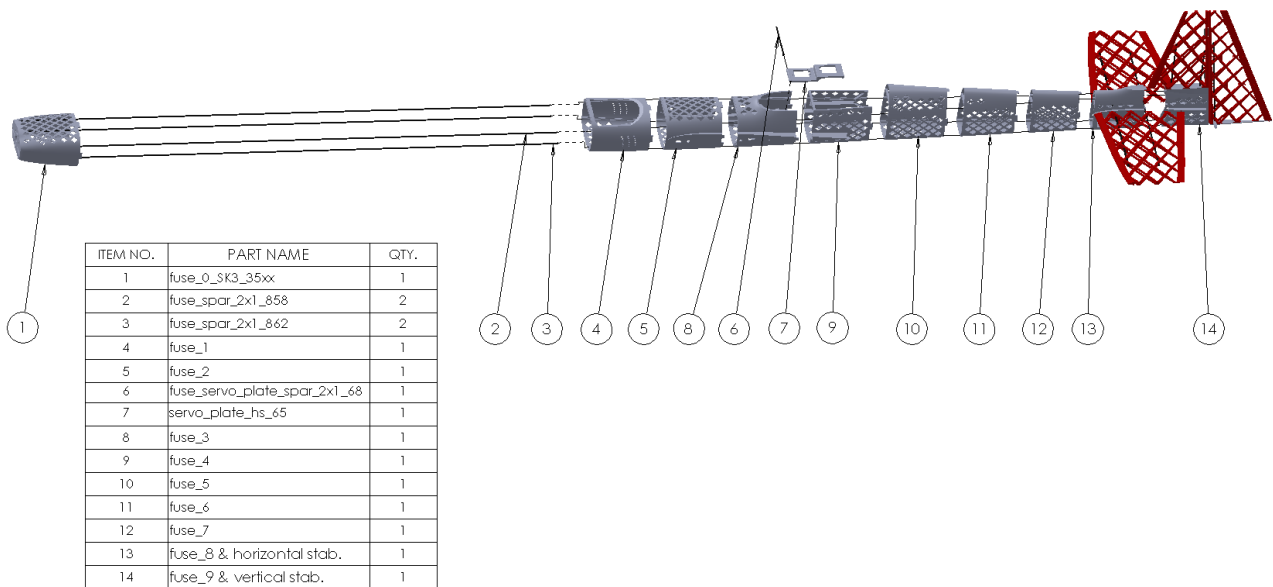 1 2 3 4 5 8 6 7 9 10 11 12 13 14
ITEM NO. PART NAME QTY.
1 fuse_0_SK3_35xx 1
2 fuse_spar_2x1_858 2
3 fuse_spar_2x1_862 2
4 fuse_1 1
5 fuse_2 1
6 fuse_servo_plate_spar_2x1_68 1
7 servo_plate_hs_65 1
8 fuse_3 1
9 fuse_4 1
10 fuse_5 1
11 fuse_6 1
12 fuse_7 1
13 fuse_8 & horizontal stab. 1
14 fuse_9 & vertical stab. 1